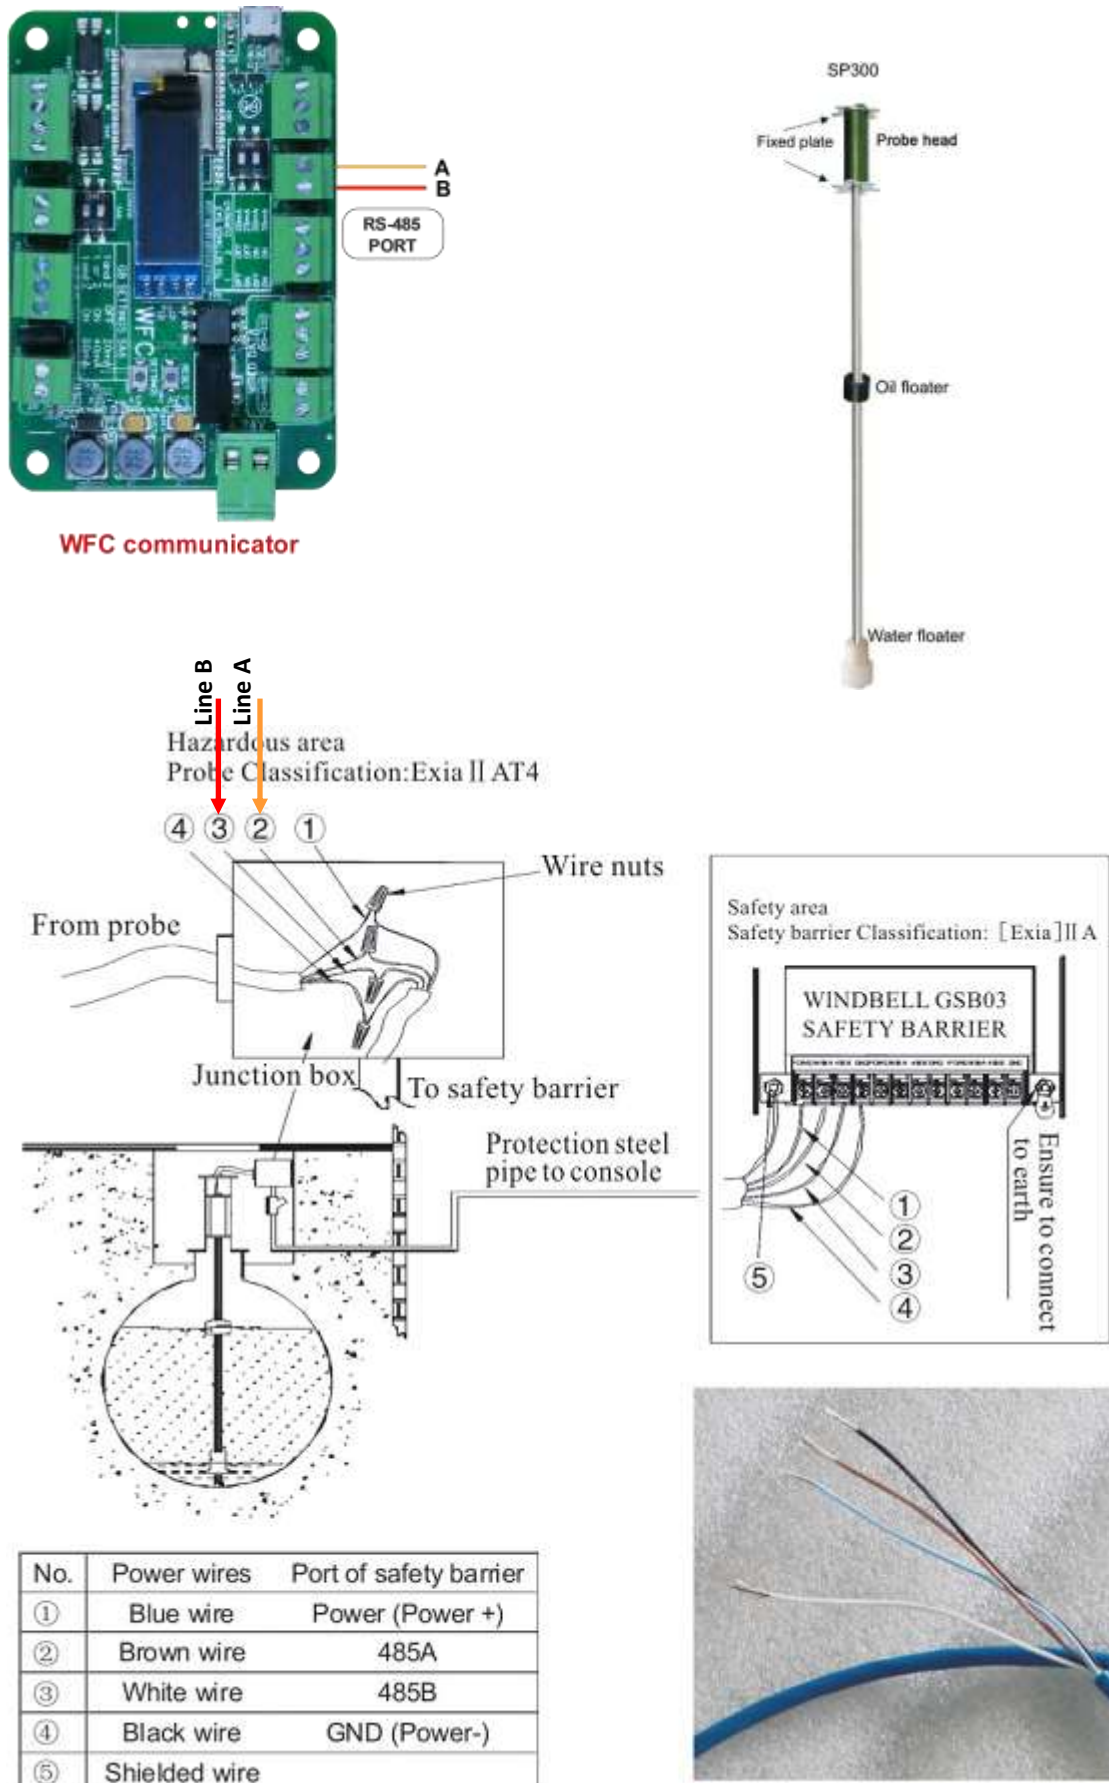 A
B
RS-485
PORT
WFC
WFC communicator
SP300
Fixed plate
Probe head
Oil floater
Water floater
Line B
Line A
Hazardous area
Probe Classification:Exia II AT4
④ ③ ② ①
Wire nuts
From probe
Junction box
To safety barrier
Protection steel
pipe to console
Safety area
Safety barrier Classification: [Exia]II A
WINDBELL GSB03
SAFETY BARRIER
①
②
③
④
⑤
Ensure to connect
to earth
No. Power wires Port of safety barrier
① Blue wire Power (Power +)
② Brown wire 485A
③ White wire 485B
④ Black wire GND (Power-)
⑤ Shielded wire